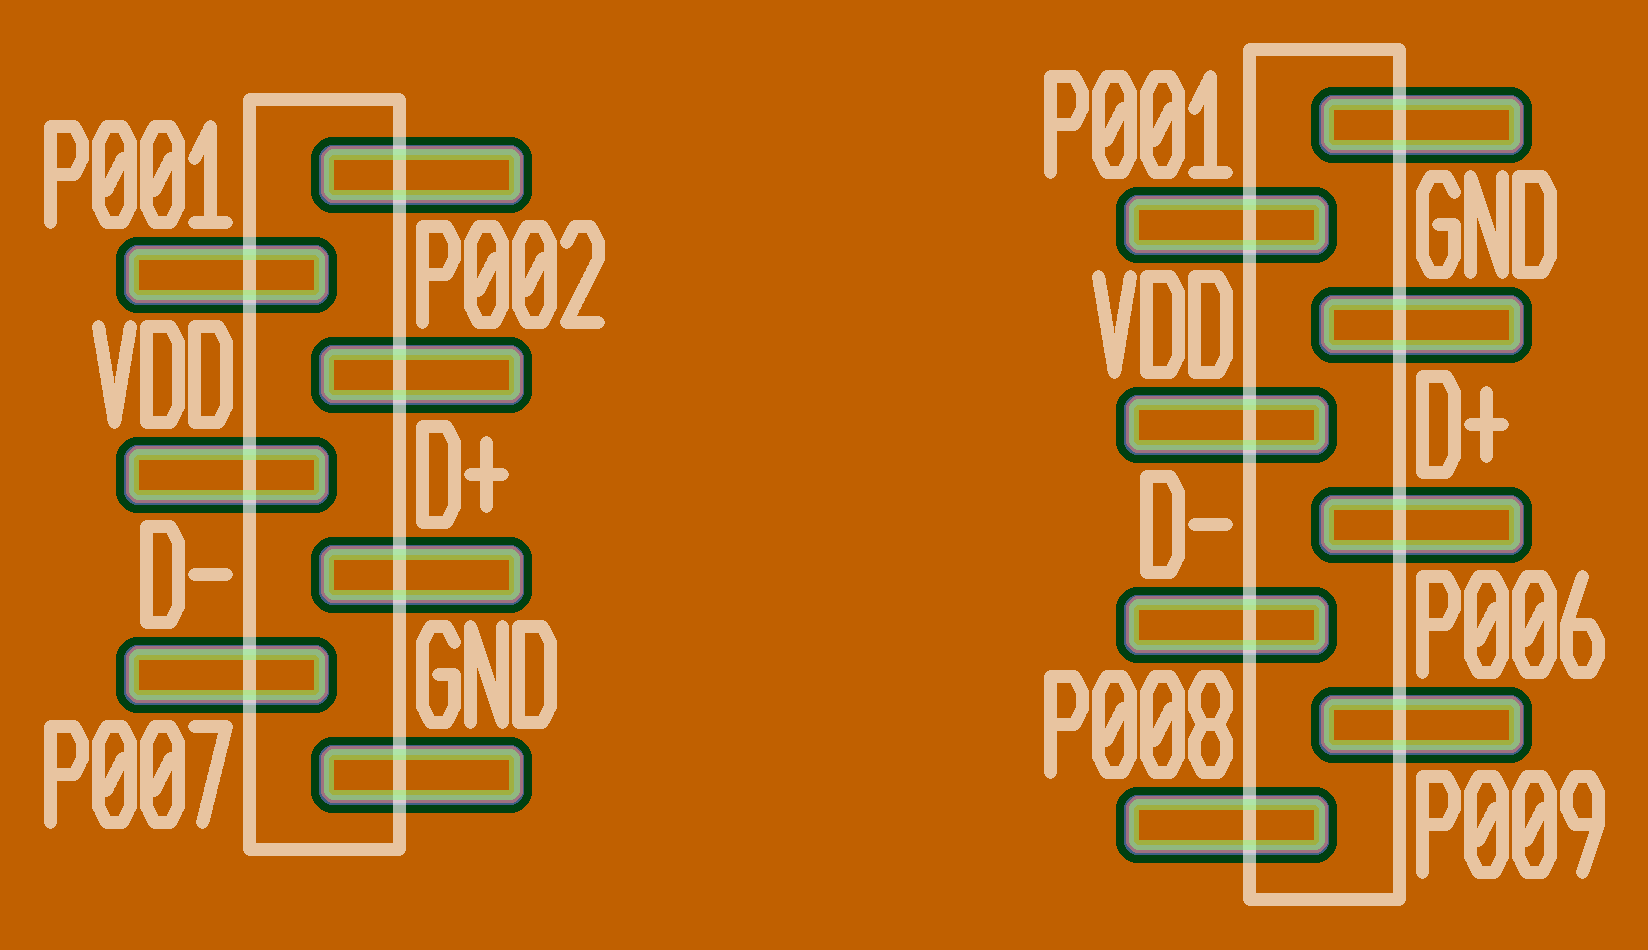 P001
P002
VDD
D+
D-
GND
P007
P001
GND
VDD
D+
D-
P006
P008
P009